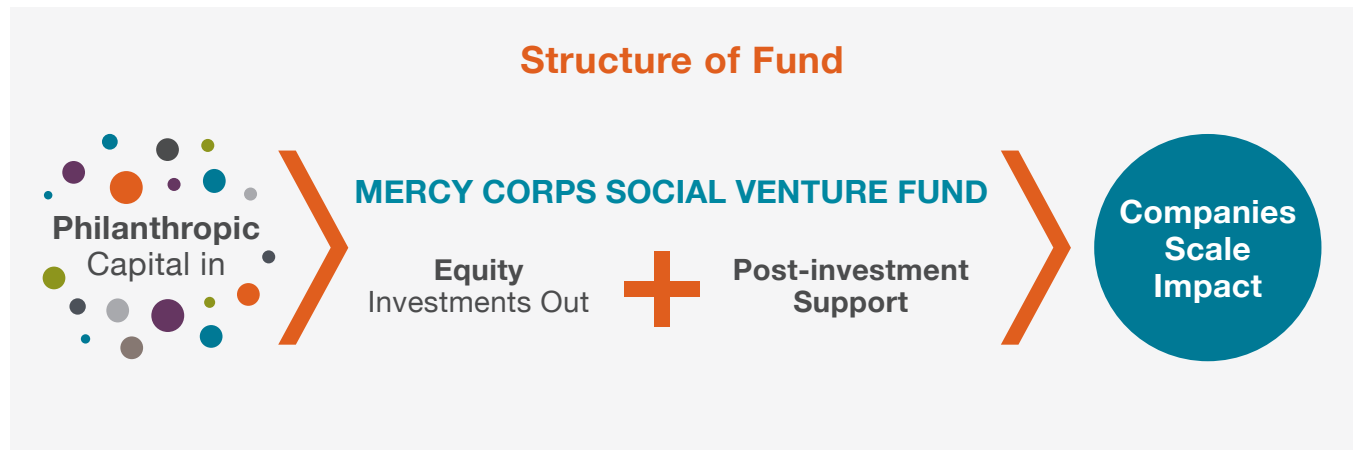 Structure of Fund
Philanthropic
Capital in
MERCY CORPS SOCIAL VENTURE FUND
Equity
Investments Out
Post-investment
Support
Companies
Scale
Impact